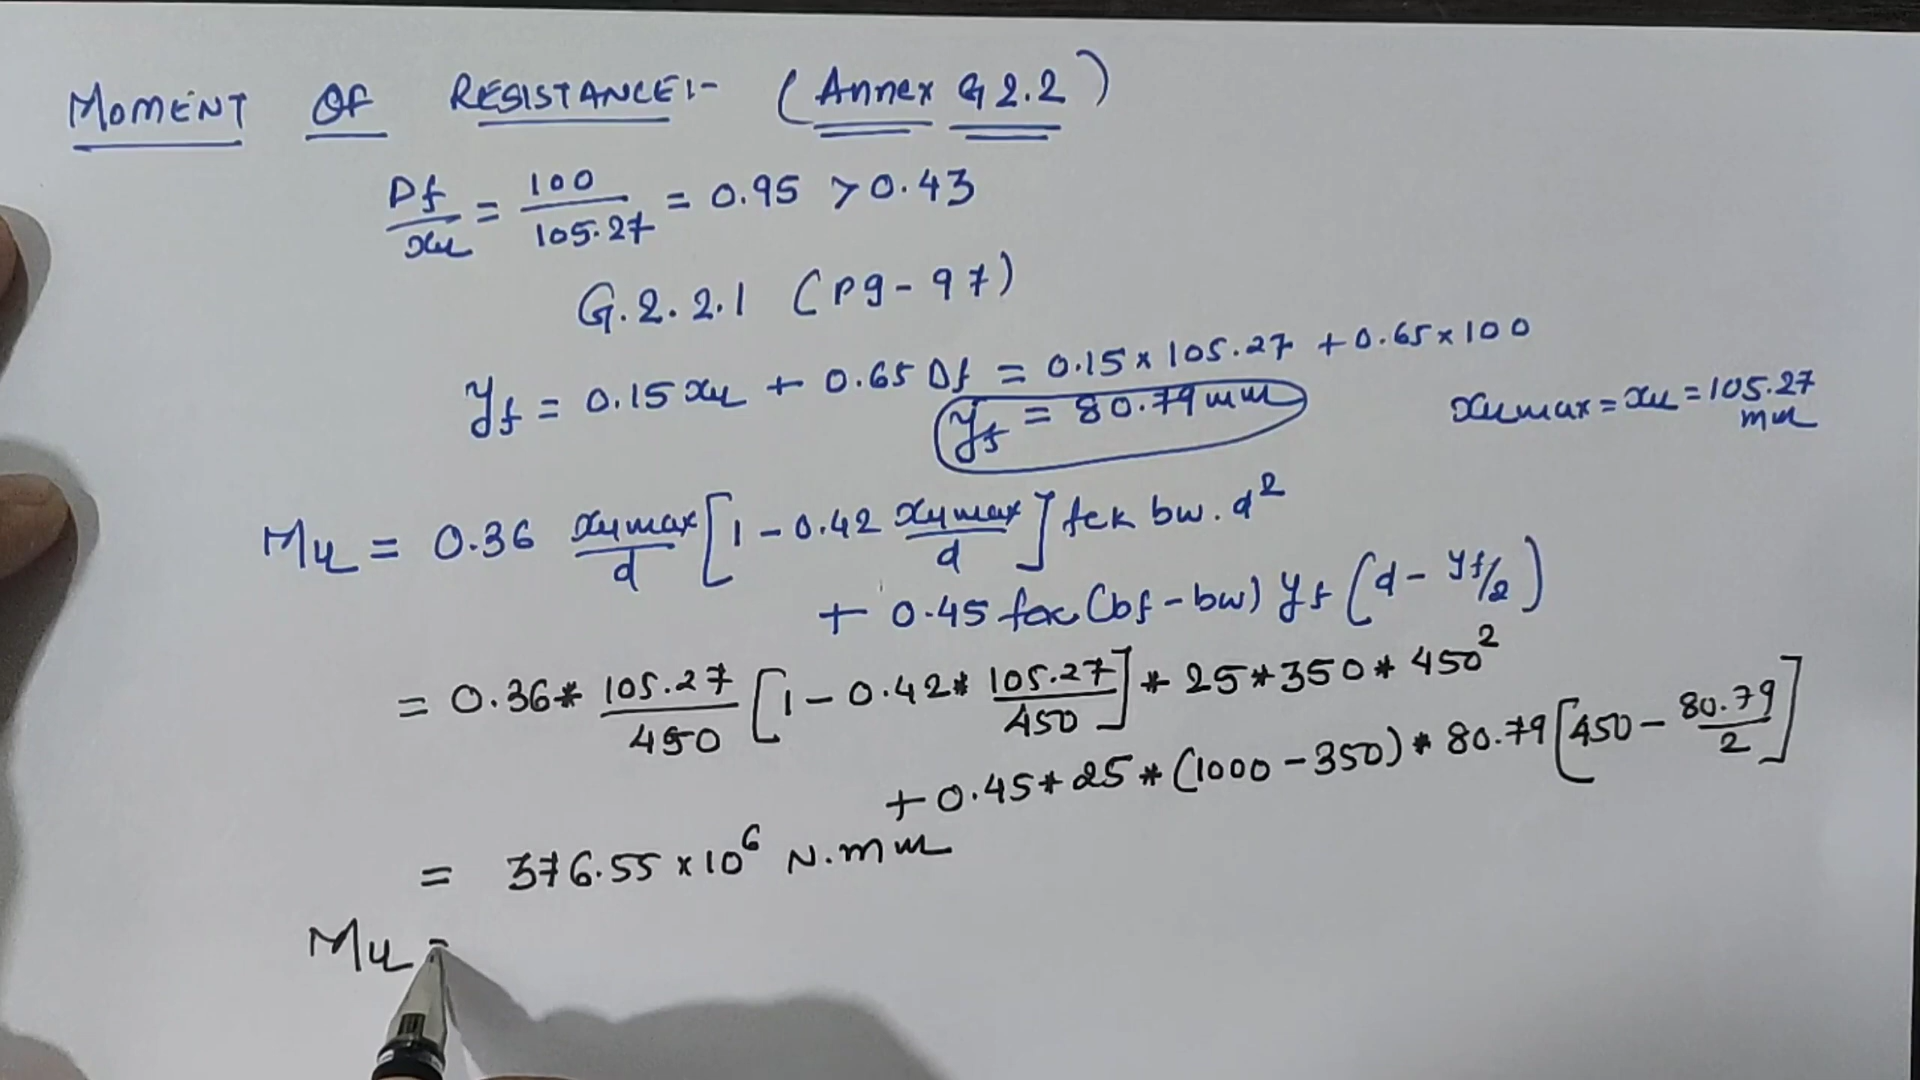 MOMENT OF RESISTANCE:- (Annex G 2.2)
Df/xu = 100/105.27 = 0.95 > 0.43
G.2.2.1 (pg-97)
yf = 0.15 xu + 0.65 Df = 0.15 x 105.27 + 0.65 x 100
yf = 80.79 mm
xumax = xu = 105.27 mm
Mu = 0.36 xumax/d [1 - 0.42 xumax/d] fck bw. d²
+ 0.45 fck (bf - bw) yf (d - yf/2)
= 0.36 * 105.27/450 [1 - 0.42 * 105.27/450] * 25 * 350 * 450²
+ 0.45 * 25 * (1000 - 350) * 80.79 [450 - 80.79/2]
= 376.55 x 10⁶ N.mm
Mu =